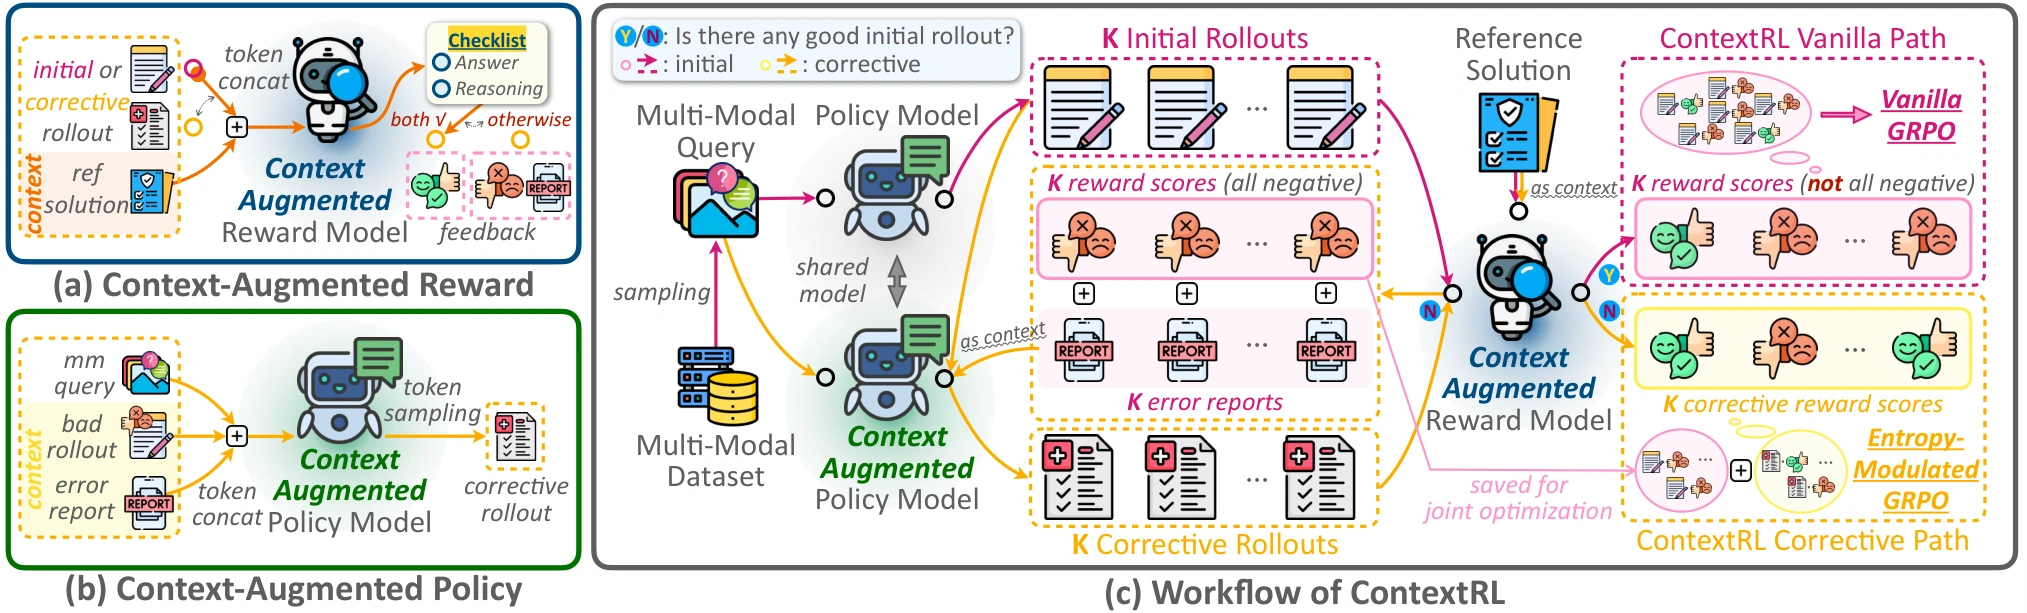 initial or
corrective
rollout
ref
solution
context
token
concat
Context
Augmented
Reward Model
Checklist
Answer
Reasoning
both √
otherwise
REPORT
feedback
(a) Context-Augmented Reward
mm
query
bad
rollout
error
report
context
REPORT
token
concat
Context
Augmented
Policy Model
token
sampling
corrective
rollout
(b) Context-Augmented Policy
Y/N: Is there any good initial rollout?
: initial
: corrective
Multi-Modal
Query
sampling
Multi-Modal
Dataset
Policy Model
shared
model
Context
Augmented
Policy Model
as context
K Initial Rollouts
...
K reward scores (all negative)
...
...
REPORT
REPORT
...
REPORT
K error reports
...
K Corrective Rollouts
Reference
Solution
as context
N
Y
N
Context
Augmented
Reward Model
saved for
joint optimization
ContextRL Vanilla Path
Vanilla
GRPO
K reward scores (not all negative)
...
...
K corrective reward scores
...
...
Entropy-
Modulated
GRPO
ContextRL Corrective Path
(c) Workflow of ContextRL